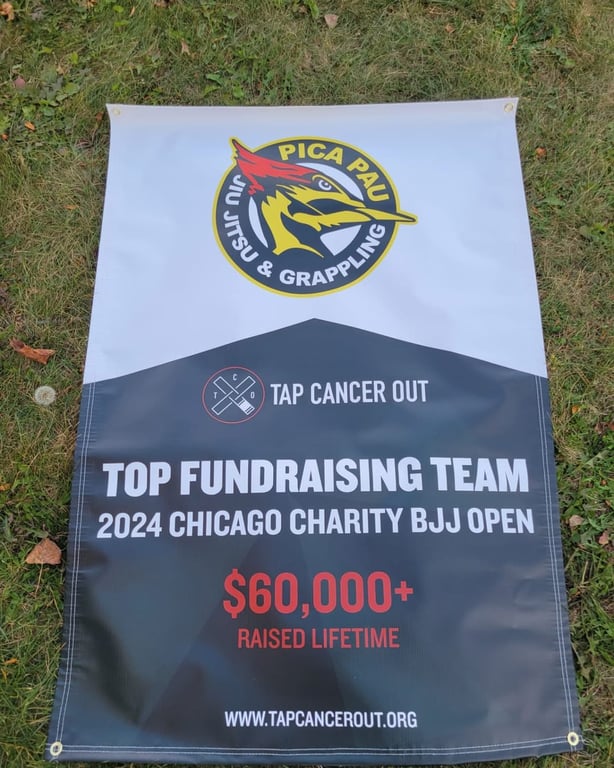 PICA PAU
JIU JITSU & GRAPPLING
T C O
TAP CANCER OUT
TOP FUNDRAISING TEAM
2024 CHICAGO CHARITY BJJ OPEN
$60,000+
RAISED LIFETIME
WWW.TAPCANCEROUT.ORG